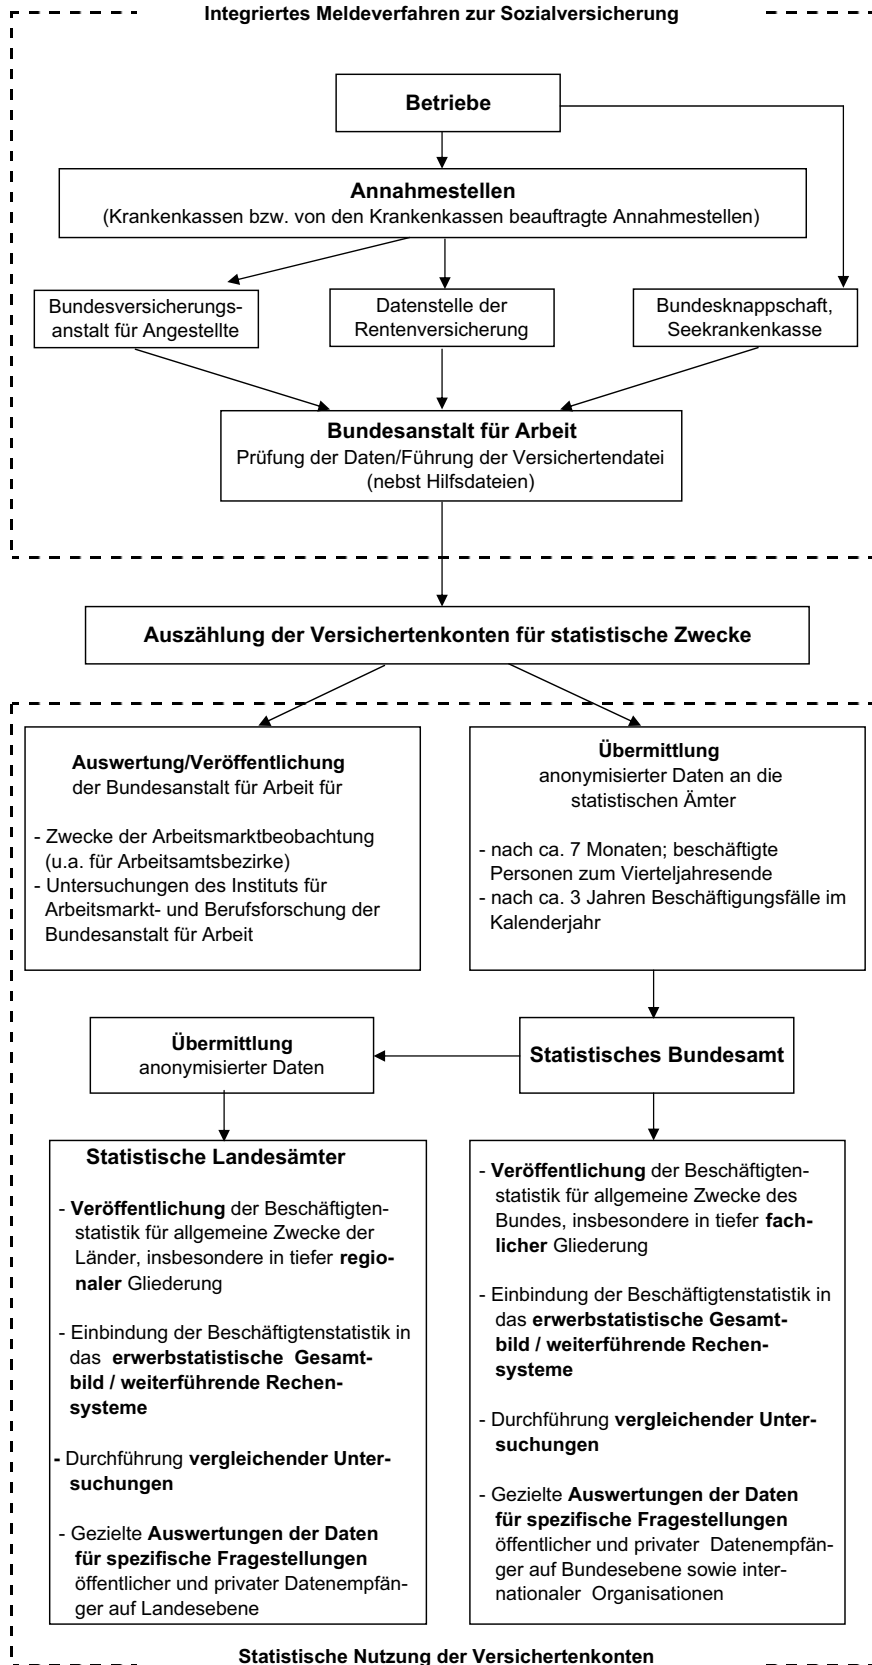 Integriertes Meldeverfahren zur Sozialversicherung
Betriebe
Annahmestellen
(Krankenkassen bzw. von den Krankenkassen beauftragte Annahmestellen)
Bundesversicherungs-
anstalt für Angestellte
Datenstelle der
Rentenversicherung
Bundesknappschaft,
Seekrankenkasse
Bundesanstalt für Arbeit
Prüfung der Daten/Führung der Versichertendatei
(nebst Hilfsdateien)
Auszählung der Versichertenkonten für statistische Zwecke
Auswertung/Veröffentlichung
der Bundesanstalt für Arbeit für
- Zwecke der Arbeitsmarktbeobachtung
(u.a. für Arbeitsamtsbezirke)
- Untersuchungen des Instituts für
Arbeitsmarkt- und Berufsforschung der
Bundesanstalt für Arbeit
Übermittlung
anonymisierter Daten an die
statistischen Ämter
- nach ca. 7 Monaten; beschäftigte
Personen zum Vierteljahresende
- nach ca. 3 Jahren Beschäftigungsfälle im
Kalenderjahr
Übermittlung
anonymisierter Daten
Statistisches Bundesamt
Statistische Landesämter
- Veröffentlichung der Beschäftigten-
statistik für allgemeine Zwecke der
Länder, insbesondere in tiefer regio-
naler Gliederung
- Einbindung der Beschäftigtenstatistik in
das erwerbstatistische Gesamt-
bild / weiterführende Rechen-
systeme
- Durchführung vergleichender Unter-
suchungen
- Gezielte Auswertungen der Daten
für spezifische Fragestellungen
öffentlicher und privater Datenempfän-
ger auf Landesebene
- Veröffentlichung der Beschäftigten-
statistik für allgemeine Zwecke des
Bundes, insbesondere in tiefer fach-
licher Gliederung
- Einbindung der Beschäftigtenstatistik in
das erwerbstatistische Gesamt-
bild / weiterführende Rechen-
systeme
- Durchführung vergleichender Unter-
suchungen
- Gezielte Auswertungen der Daten
für spezifische Fragestellungen
öffentlicher und privater Datenempfän-
ger auf Bundesebene sowie inter-
nationaler Organisationen
Statistische Nutzung der Versichertenkonten